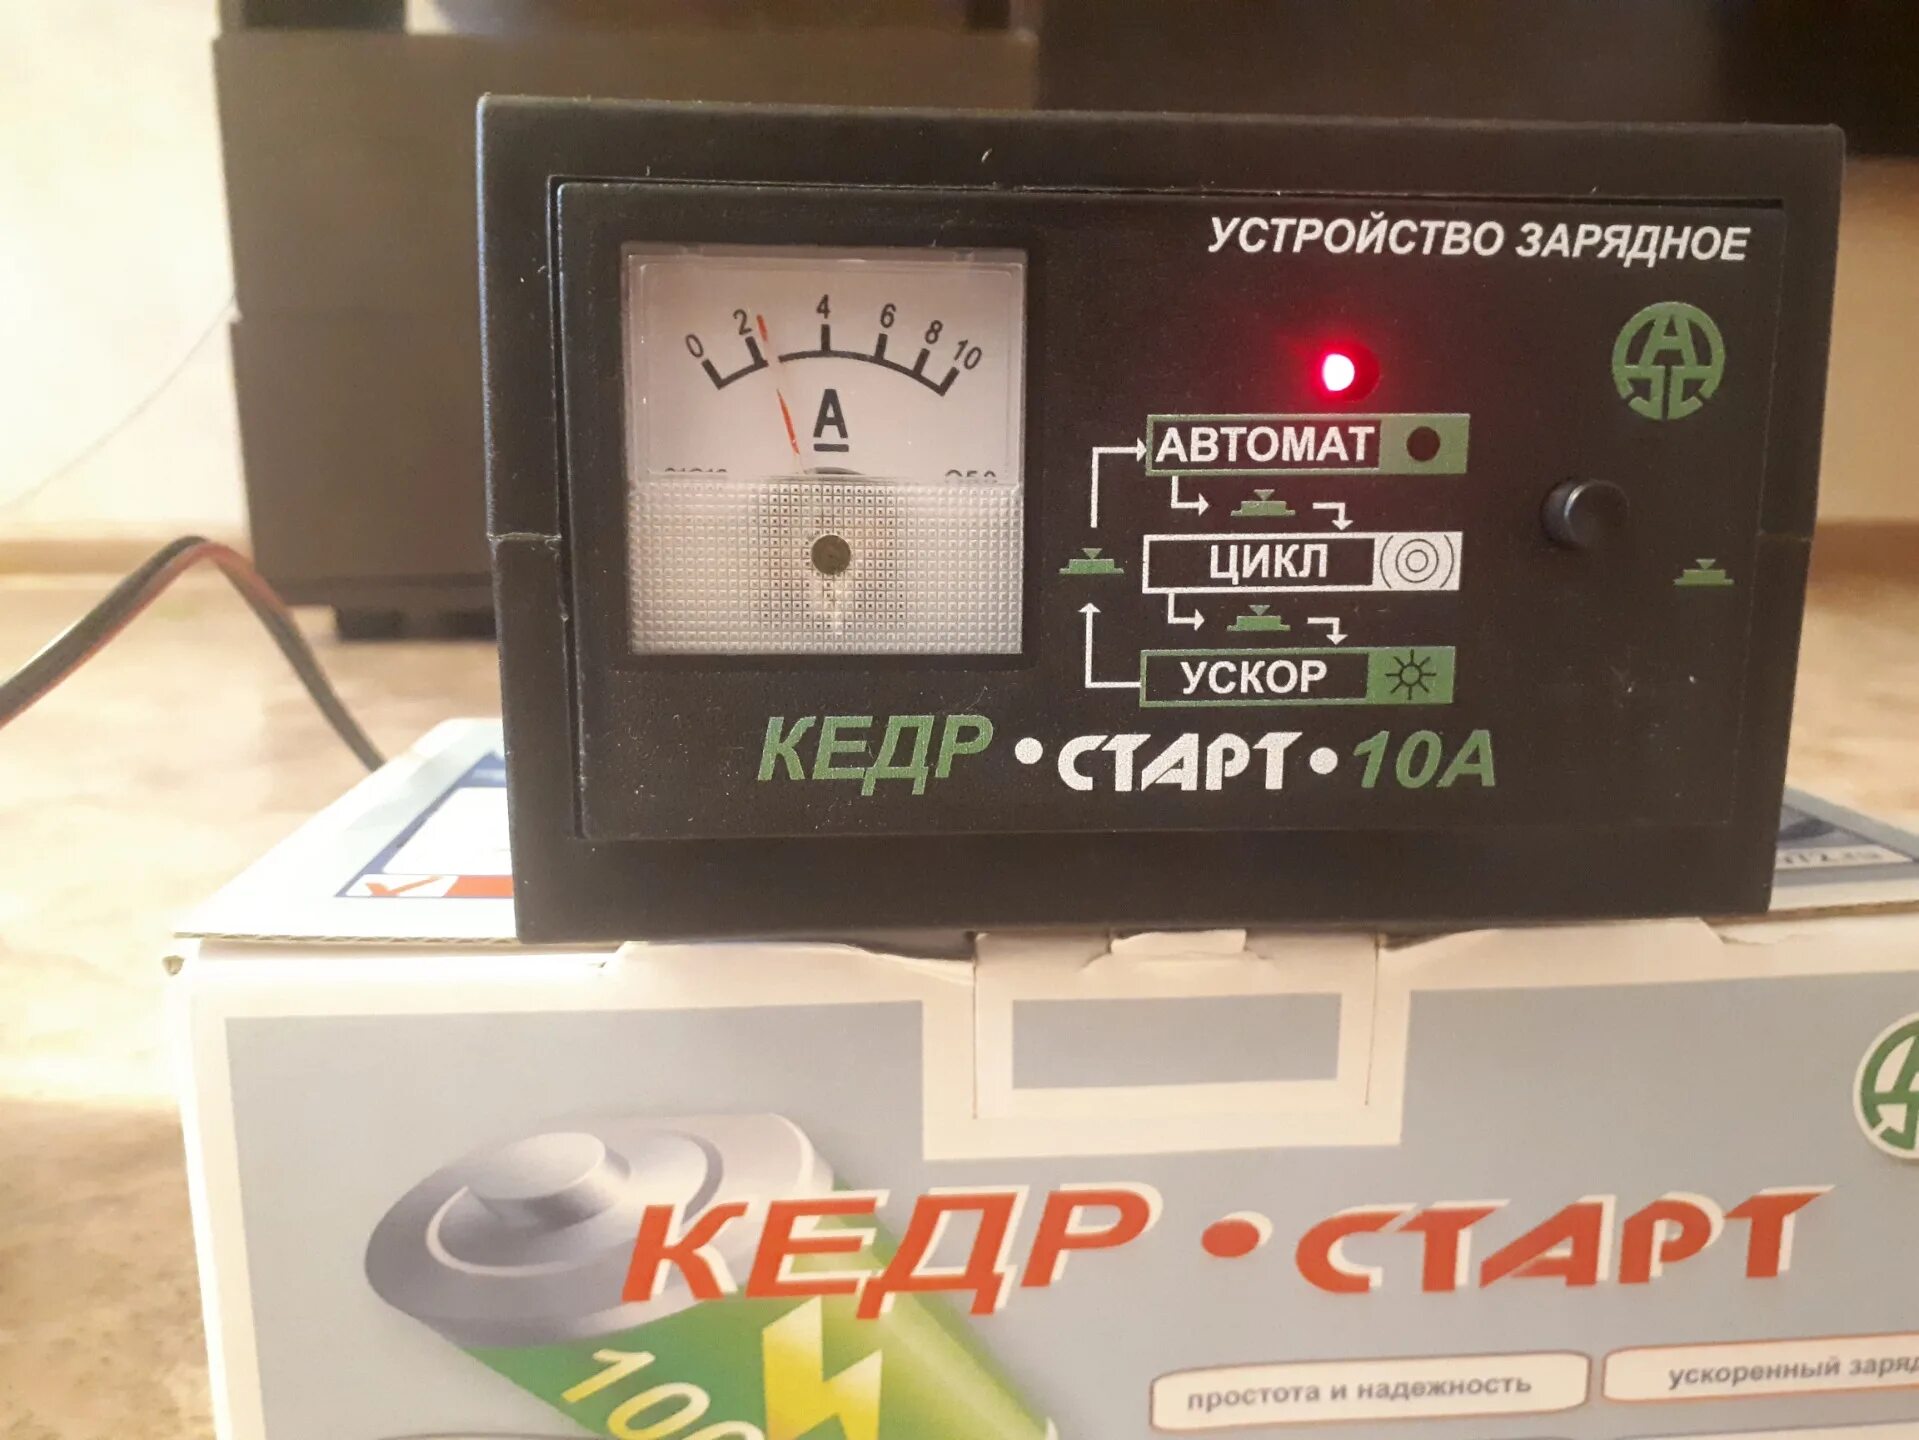 УСТРОЙСТВО ЗАРЯДНОЕ
0 2 4 6 8 10
A
АВТОМАТ
ЦИКЛ
УСКОР
КЕДР •СТАРТ• 10А
КЕДР •СТАРТ
100
простота и надежность
ускоренный